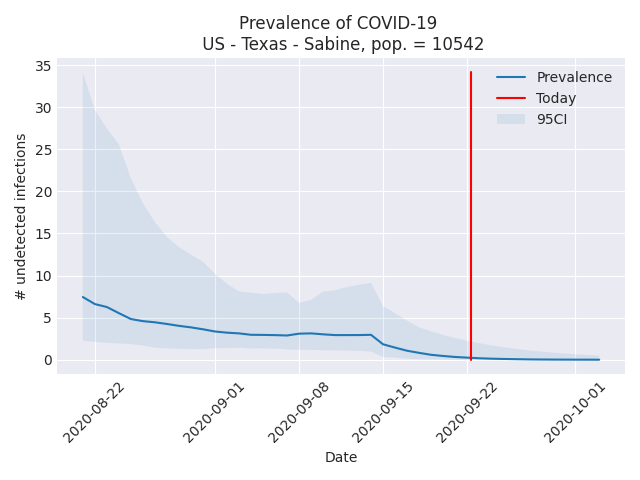 Prevalence of COVID-19
US - Texas - Sabine, pop. = 10542
Prevalence
Today
95CI
# undetected infections
35
30
25
20
15
10
5
0
2020-08-22
2020-09-01
2020-09-08
2020-09-15
2020-09-22
2020-10-01
Date